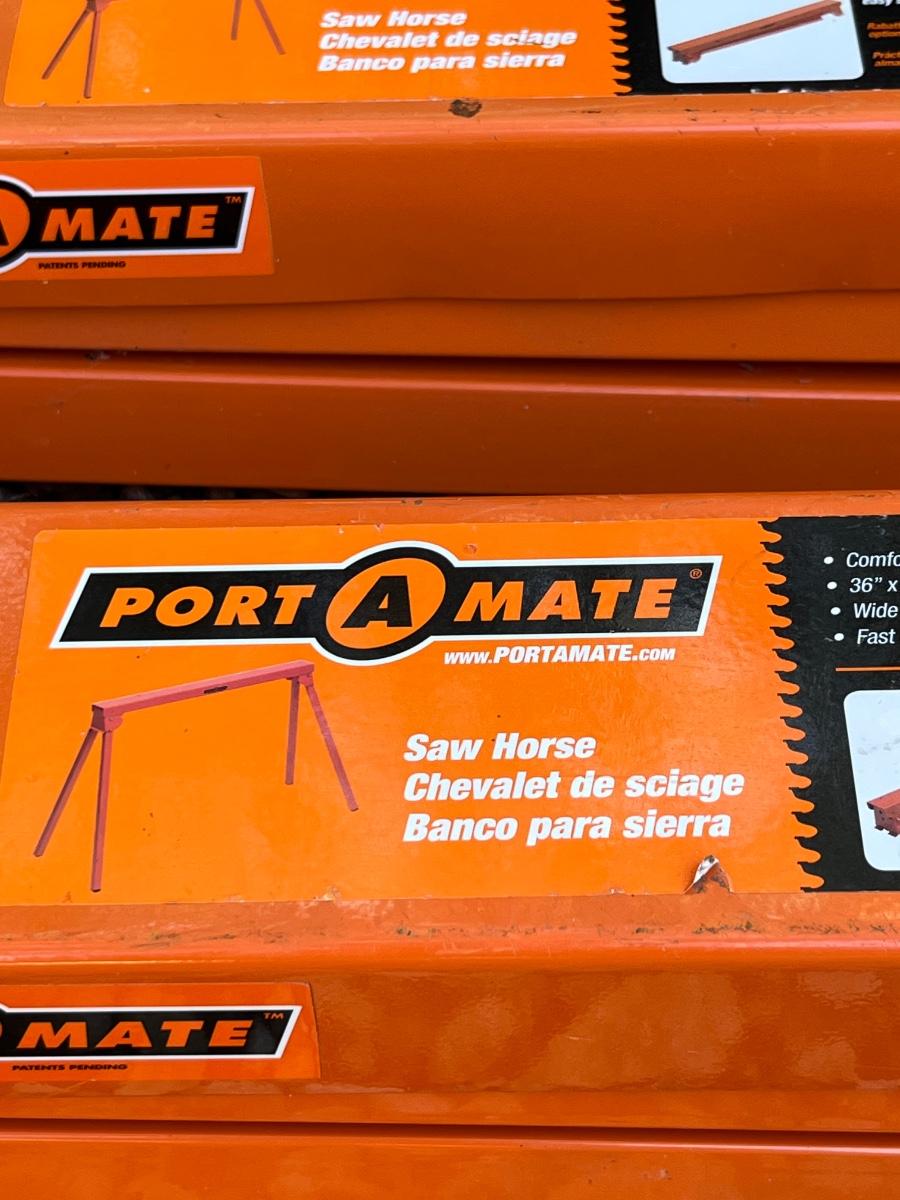 Saw Horse
Chevalet de sciage
Banco para sierra
easy
MATE™
PATENTS PENDING
PORT A MATE®
www.PORTAMATE.com
Saw Horse
Chevalet de sciage
Banco para sierra
• 36” x
• Wide
• Fast
MATE™
PATENTS PENDING